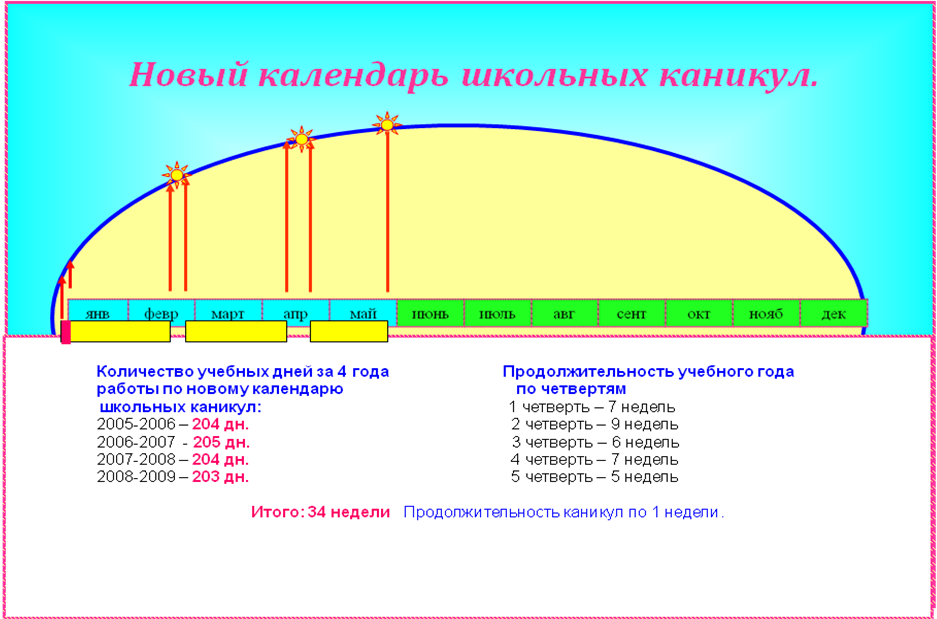 Новый календарь школьных каникул.
янв февр март апр май июнь июль авг сент окт нояб дек
Количество учебных дней за 4 года
работы по новому календарю
школьных каникул:
2005-2006 – 204 дн.
2006-2007 - 205 дн.
2007-2008 – 204 дн.
2008-2009 – 203 дн.
Продолжительность учебного года
по четвертям
1 четверть – 7 недель
2 четверть – 9 недель
3 четверть – 6 недель
4 четверть – 7 недель
5 четверть – 5 недель
Итого: 34 недели Продолжительность каникул по 1 недели.